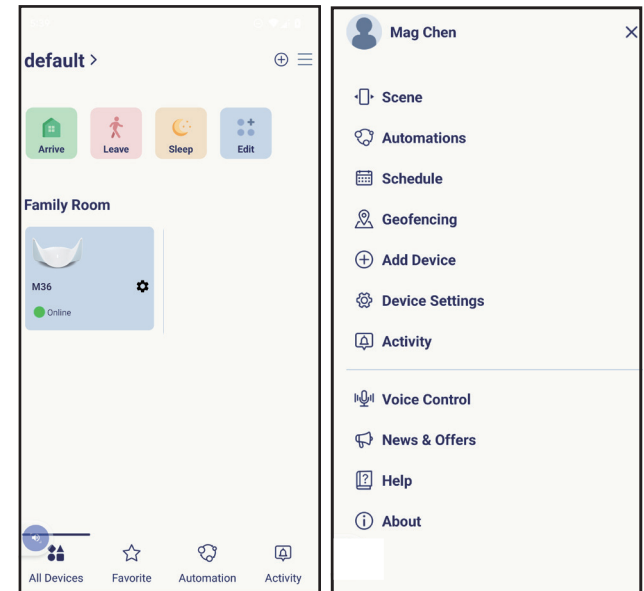 default >
Arrive
Leave
Sleep
Edit
Family Room
M36
Online
All Devices
Favorite
Automation
Activity
Mag Chen
Scene
Automations
Schedule
Geofencing
Add Device
Device Settings
Activity
Voice Control
News & Offers
Help
About